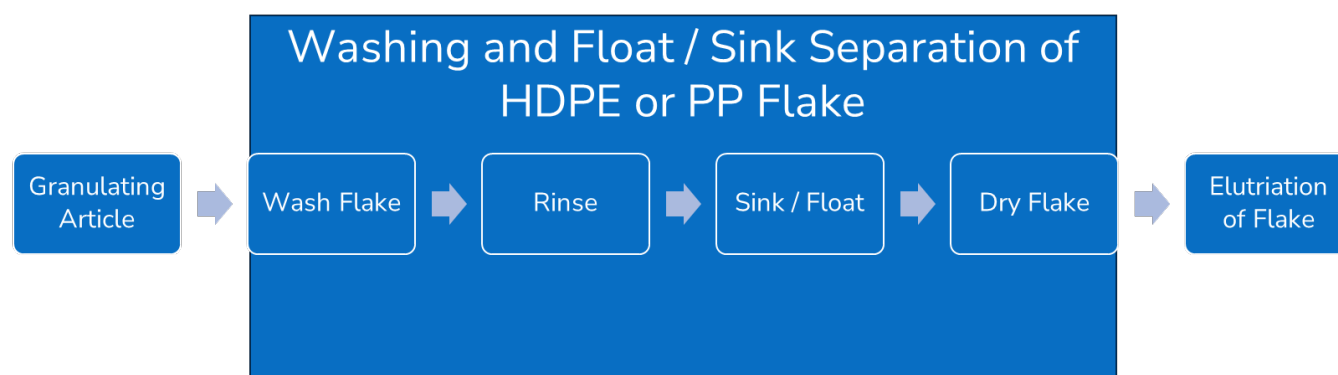 Washing and Float / Sink Separation of
HDPE or PP Flake
Granulating
Article
Wash Flake
Rinse
Sink / Float
Dry Flake
Elutriation
of Flake